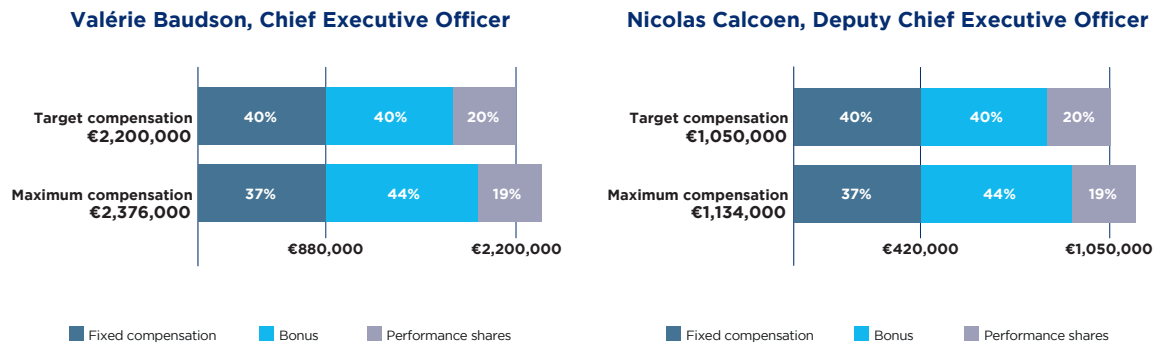 Valérie Baudson, Chief Executive Officer
Target compensation
€2,200,000
40%
40%
20%
Maximum compensation
€2,376,000
37%
44%
19%
€880,000
€2,200,000
Fixed compensation
Bonus
Performance shares
Nicolas Calcoen, Deputy Chief Executive Officer
Target compensation
€1,050,000
40%
40%
20%
Maximum compensation
€1,134,000
37%
44%
19%
€420,000
€1,050,000
Fixed compensation
Bonus
Performance shares